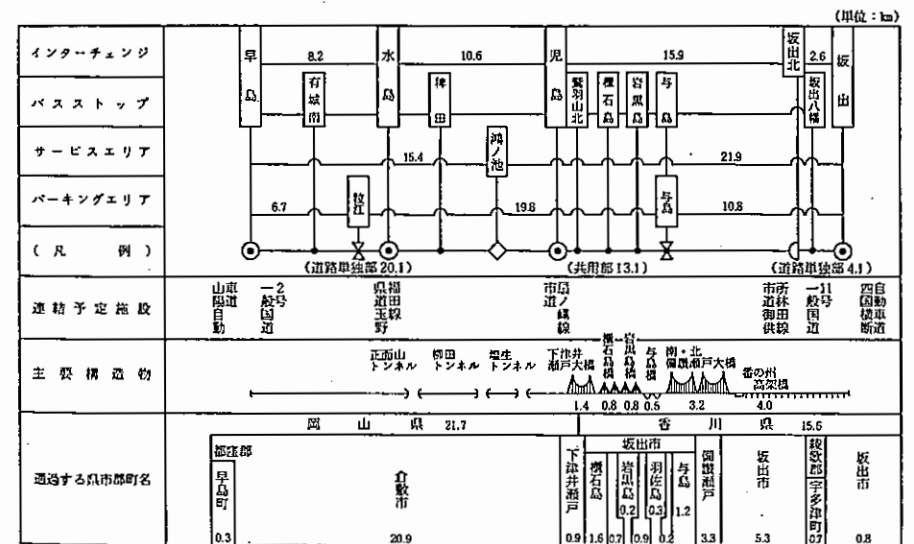 (単位:km)
インターチェンジ
早島
8.2
水島
10.6
児島
15.9
坂出北
2.6
坂出
バスストップ
有城南
稗田
鷲羽山北
櫃石島
岩黒島
与島
坂出八幡
サービスエリア
15.4
鴻ノ池
21.9
パーキングエリア
6.7
粒江
19.8
与島
10.8
(凡例)
(道路単独部 20.1)
(共用部 13.1)
(道路単独部 4.1)
連結予定施設
山陽自動車道
一般国道2号
県道福田玉野線
市道
市道御供所林田線
一般国道11号
四国横断自動車道
主要構造物
正面山トンネル
柳田トンネル
塩生トンネル
下津井瀬戸大橋
櫃石島橋
岩黒島橋
与島橋
南・北備讃瀬戸大橋
番の州高架橋
1.4
0.8
0.8
0.5
3.2
4.0
通過する県市郡町名
岡山県 21.7
香川県 15.6
都窪郡
早島町
0.3
倉敷市
20.9
下津井瀬戸
0.9
坂出市
櫃石島
1.6
0.7
岩黒島
0.2
0.9
羽佐島
0.3
0.2
与島
1.2
備讃瀬戸
3.3
坂出市
5.3
綾歌郡宇多津町
0.7
坂出市
0.8